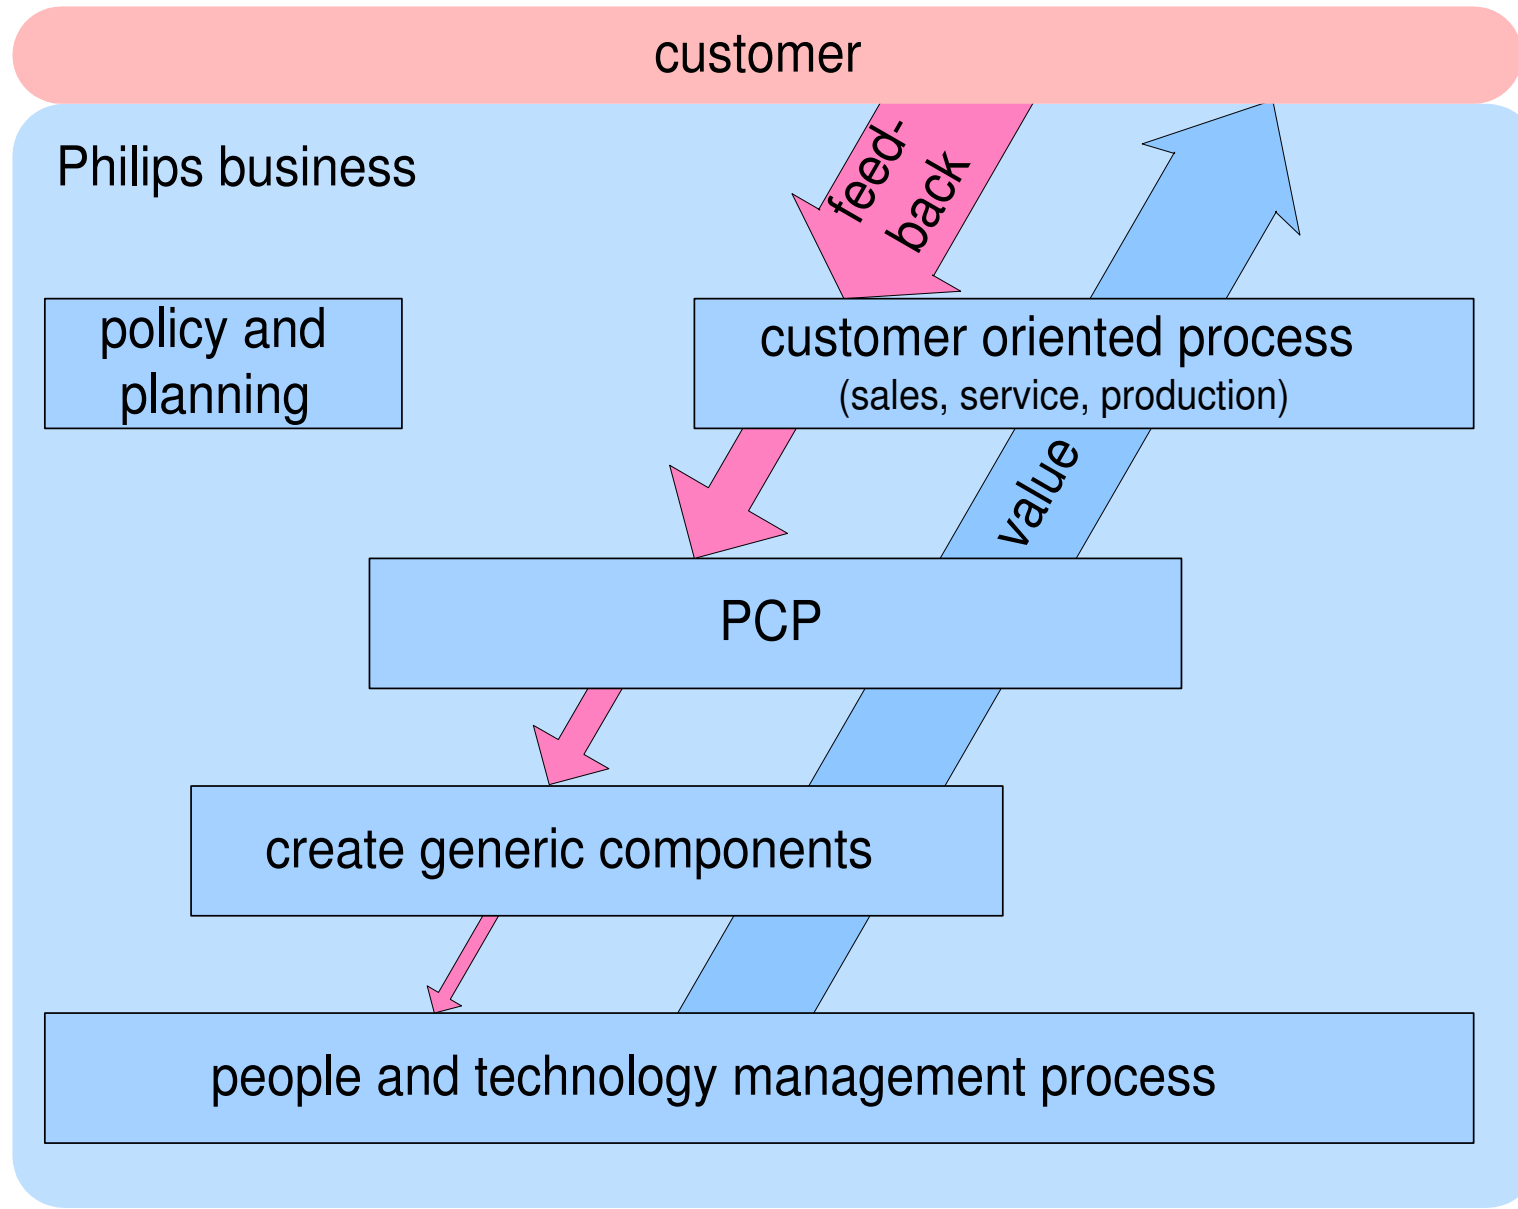 customer
Philips business
feed-
back
policy and
planning
customer oriented process
(sales, service, production)
value
PCP
create generic components
people and technology management process